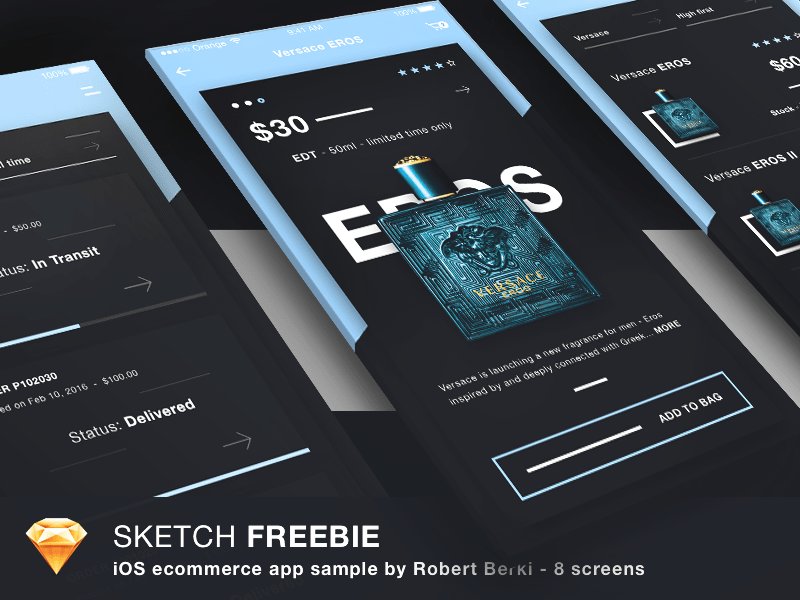 100%
l time
- $50.00
atus: In Transit
ER P102030
ed on Feb 10, 2016 - $100.00
Status: Delivered
Orange
9:41 AM
100%
Versace EROS
0
$30
EDT - 50ml - limited time only
EROS
VERSACE
EROS
Versace is launching a new fragrance for men - Eros
inspired by and deeply connected with Greek... MORE
ADD TO BAG
Versace
High first
Versace EROS
$60
Stock -
Versace EROS II
SKETCH FREEBIE
iOS ecommerce app sample by Robert Berki - 8 screens